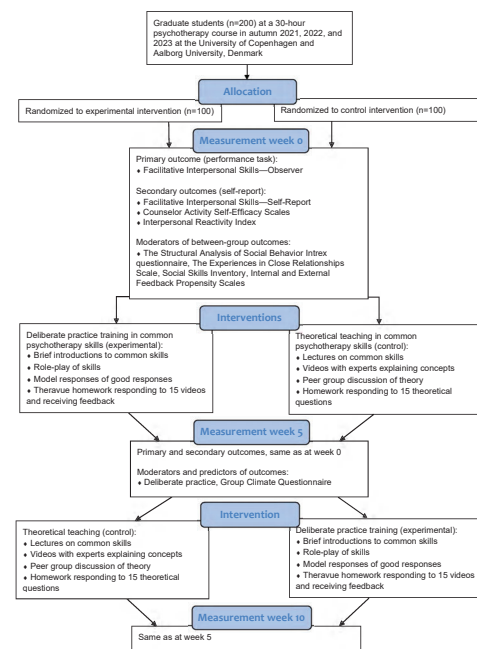 Graduate students (n=200) at a 30-hour
psychotherapy course in autumn 2021, 2022, and
2023 at the University of Copenhagen and
Aalborg University, Denmark
Allocation
Randomized to experimental intervention (n=100)
Randomized to control intervention (n=100)
Measurement week 0
Primary outcome (performance task):
♦ Facilitative Interpersonal Skills—Observer
Secondary outcomes (self-report):
♦ Facilitative Interpersonal Skills—Self-Report
♦ Counselor Activity Self-Efficacy Scales
♦ Interpersonal Reactivity Index
Moderators of between-group outcomes:
♦ The Structural Analysis of Social Behavior Intrex
questionnaire, The Experiences in Close Relationships
Scale, Social Skills Inventory, Internal and External
Feedback Propensity Scales
Interventions
Deliberate practice training in common
psychotherapy skills (experimental):
♦ Brief introductions to common skills
♦ Role-play of skills
♦ Model responses of good responses
♦ Theravue homework responding to 15 videos
and receiving feedback
Theoretical teaching in common
psychotherapy skills (control):
♦ Lectures on common skills
♦ Videos with experts explaining concepts
♦ Peer group discussion of theory
♦ Homework responding to 15 theoretical
questions
Measurement week 5
Primary and secondary outcomes, same as at week 0
Moderators and predictors of outcomes:
♦ Deliberate practice, Group Climate Questionnaire
Intervention
Theoretical teaching (control):
♦ Lectures on common skills
♦ Videos with experts explaining concepts
♦ Peer group discussion of theory
♦ Homework responding to 15 theoretical
questions
Deliberate practice training (experimental):
♦ Brief introductions to common skills
♦ Role-play of skills
♦ Model responses of good responses
♦ Theravue homework responding to 15 videos
and receiving feedback
Measurement week 10
Same as at week 5